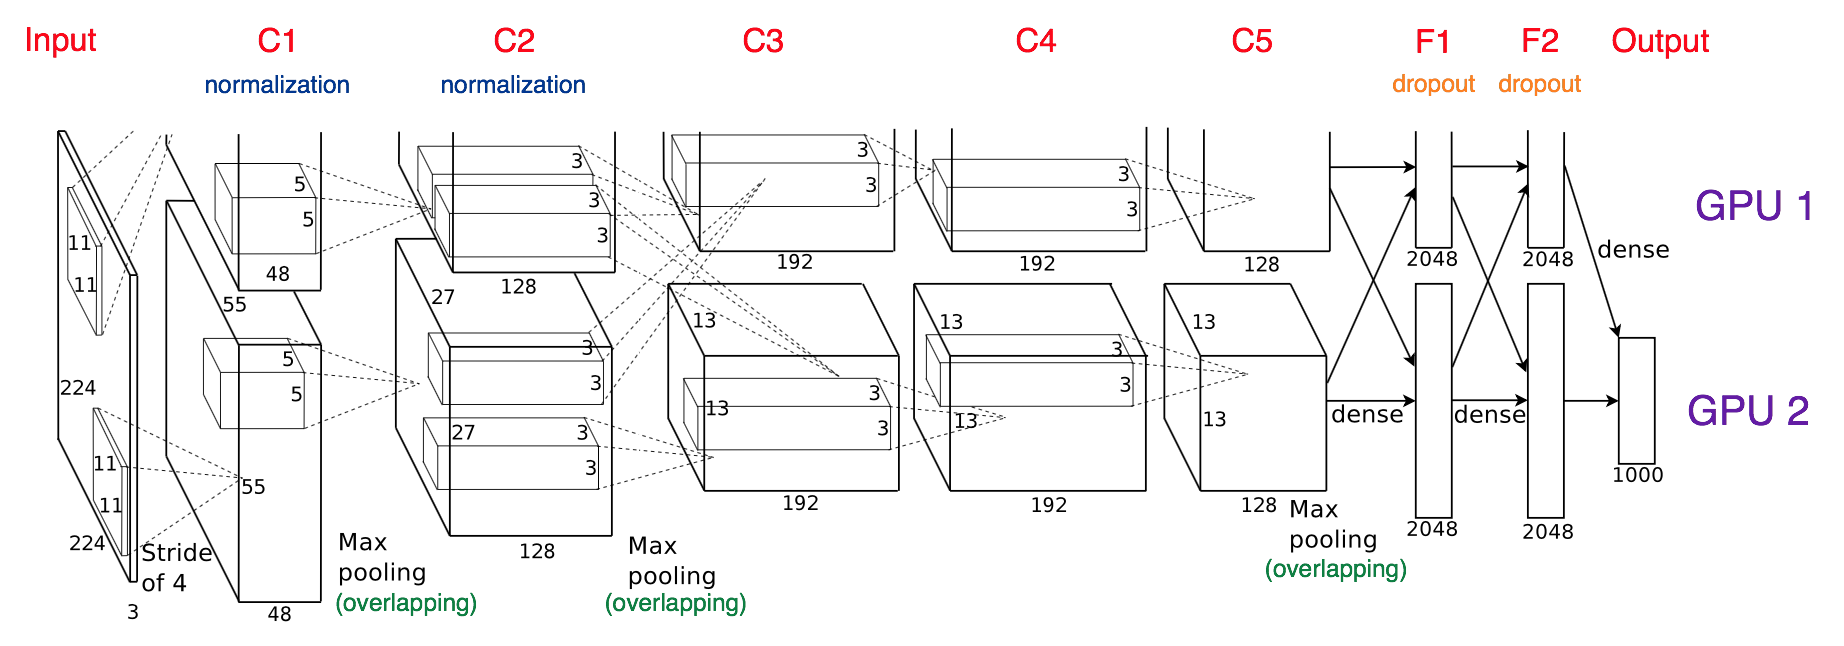 Input C1 C2 C3 C4 C5 F1 F2 Output
normalization normalization dropout dropout
3 3
3 3
5 3 3
5 3 3
11 3
GPU 1
11
48 128 192 192 128 2048 2048 dense
55 27
13 13 13
5 3 3
5 3 3
224 13 3 13 13
3
27 3
3
dense dense
GPU 2
11 55
11
192 192 128 2048 2048 1000
224 Stride
of 4
3 48 128
Max
pooling
(overlapping)
Max
pooling
(overlapping)
Max
pooling
(overlapping)